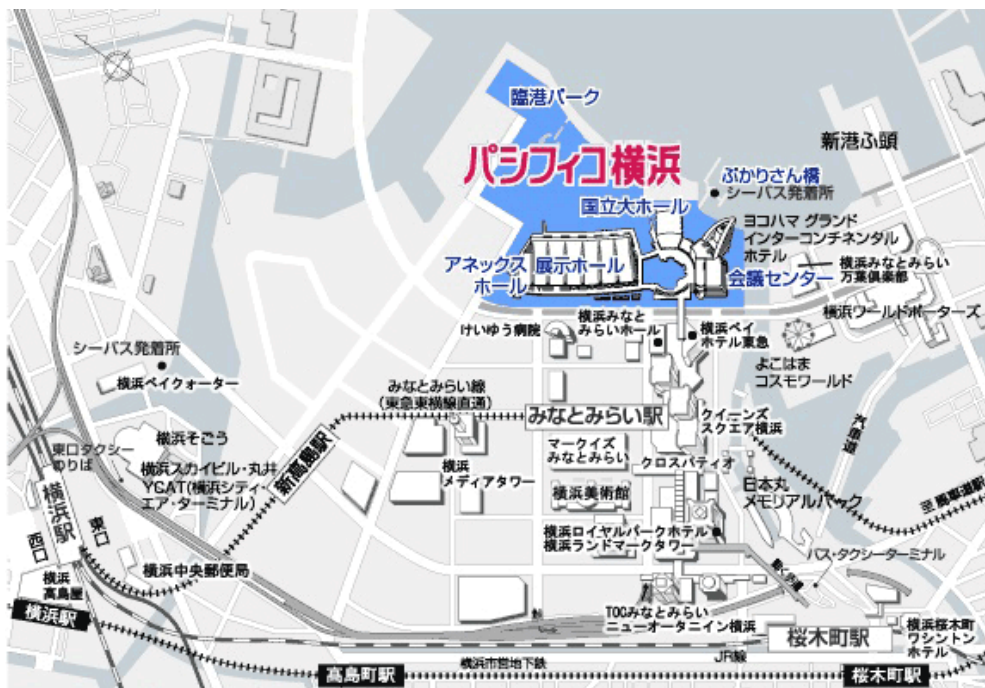 臨港パーク
パシフィコ横浜
新港ふ頭
ぷかりさん橋
シーバス発着所
国立大ホール
ヨコハマ グランド
インターコンチネンタル
ホテル
アネックス
ホール
展示ホール
会議センター
横浜みなとみらい
万葉倶楽部
横浜ワールドポーターズ
けいゆう病院
横浜みなと
みらいホール
横浜ベイ
ホテル東急
よこはま
コスモワールド
シーバス発着所
横浜ベイクォーター
みなとみらい線
(東急東横線直通)
みなとみらい駅
クイーンズ
スクエア横浜
汽車道
東口タクシー
のりば
横浜そごう
横浜スカイビル・丸井
YCAT(横浜シティ・
エア・ターミナル)
新高島駅
横浜
メディアタワー
マークイズ
みなとみらい
クロスパティオ
横浜美術館
日本丸
メモリアルパーク
至馬車道駅
横浜駅
東口
西口
横浜ロイヤルパークホテル
横浜ランドマークタワー
動く歩道
バス・タクシーターミナル
横浜中央郵便局
横浜
高島屋
横浜駅
TOCみなとみらい
ニューオータニイン横浜
桜木町駅
横浜桜木町
ワシントン
ホテル
JR線
横浜市営地下鉄
高島町駅
桜木町駅